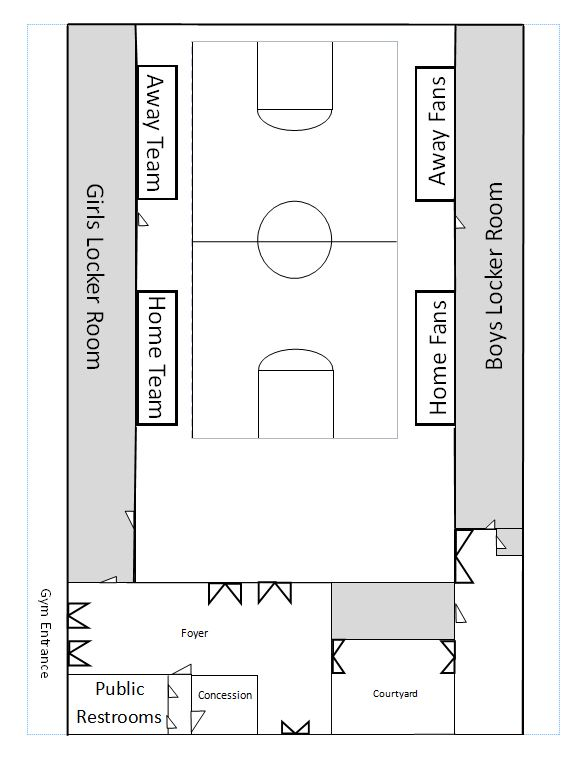 Away Team
Away Fans
Girls Locker Room
Boys Locker Room
Home Team
Home Fans
Gym Entrance
Foyer
Public
Restrooms
Concession
Courtyard